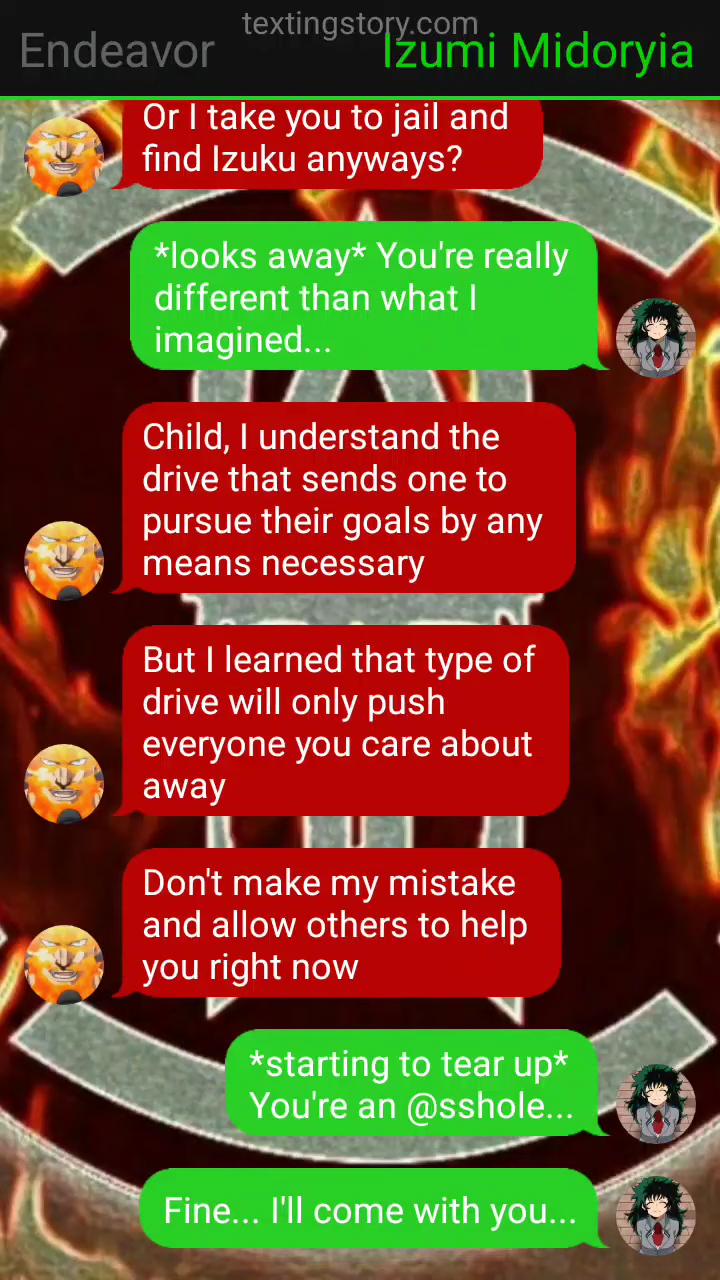 textingstory.com
Endeavor
Izumi Midoryia
Or I take you to jail and
find Izuku anyways?
*looks away* You're really
different than what I
imagined...
Child, I understand the
drive that sends one to
pursue their goals by any
means necessary
But I learned that type of
drive will only push
everyone you care about
away
Don't make my mistake
and allow others to help
you right now
*starting to tear up*
You're an @sshole...
Fine... I'll come with you...